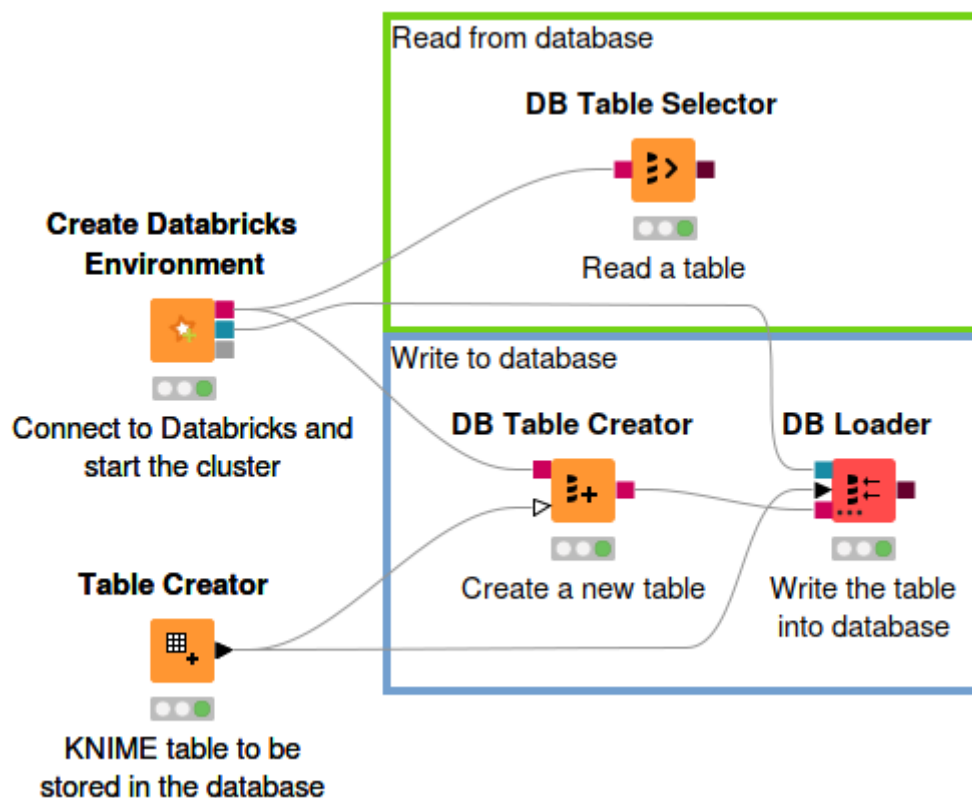 Read from database
DB Table Selector
Read a table
Create Databricks
Environment
Connect to Databricks and
start the cluster
Write to database
DB Table Creator
Create a new table
DB Loader
Write the table
into database
Table Creator
KNIME table to be
stored in the database